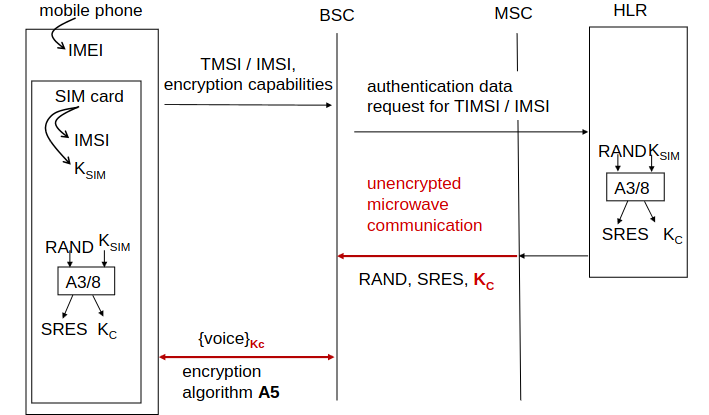 mobile phone
BSC
MSC
HLR
IMEI
TMSI / IMSI,
encryption capabilities
SIM card
authentication data
request for TIMSI / IMSI
IMSI
KSIM
RAND KSIM
A3/8
SRES KC
unencrypted
microwave
communication
RAND, SRES, KC
RAND KSIM
A3/8
SRES KC
{voice}Kc
encryption
algorithm A5